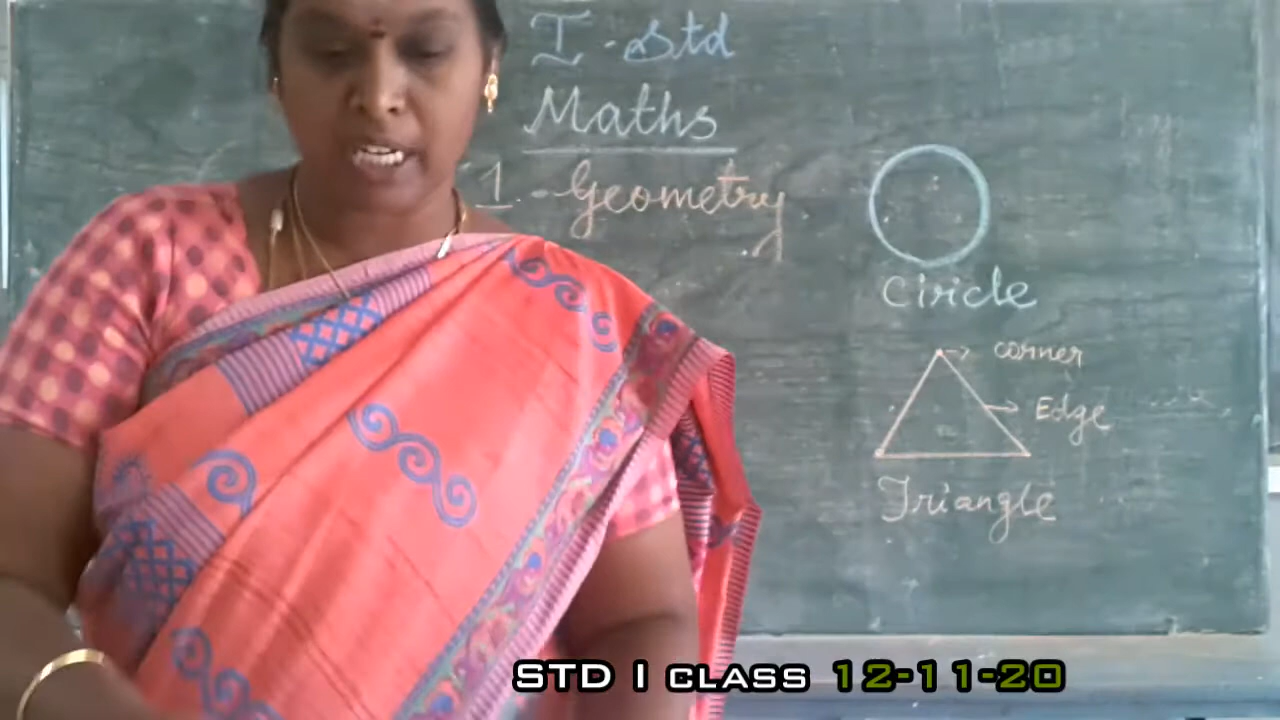 I - Std
Maths
1 - Geometry
Circle
corner
Edge
Triangle
STD I CLASS 12-11-20